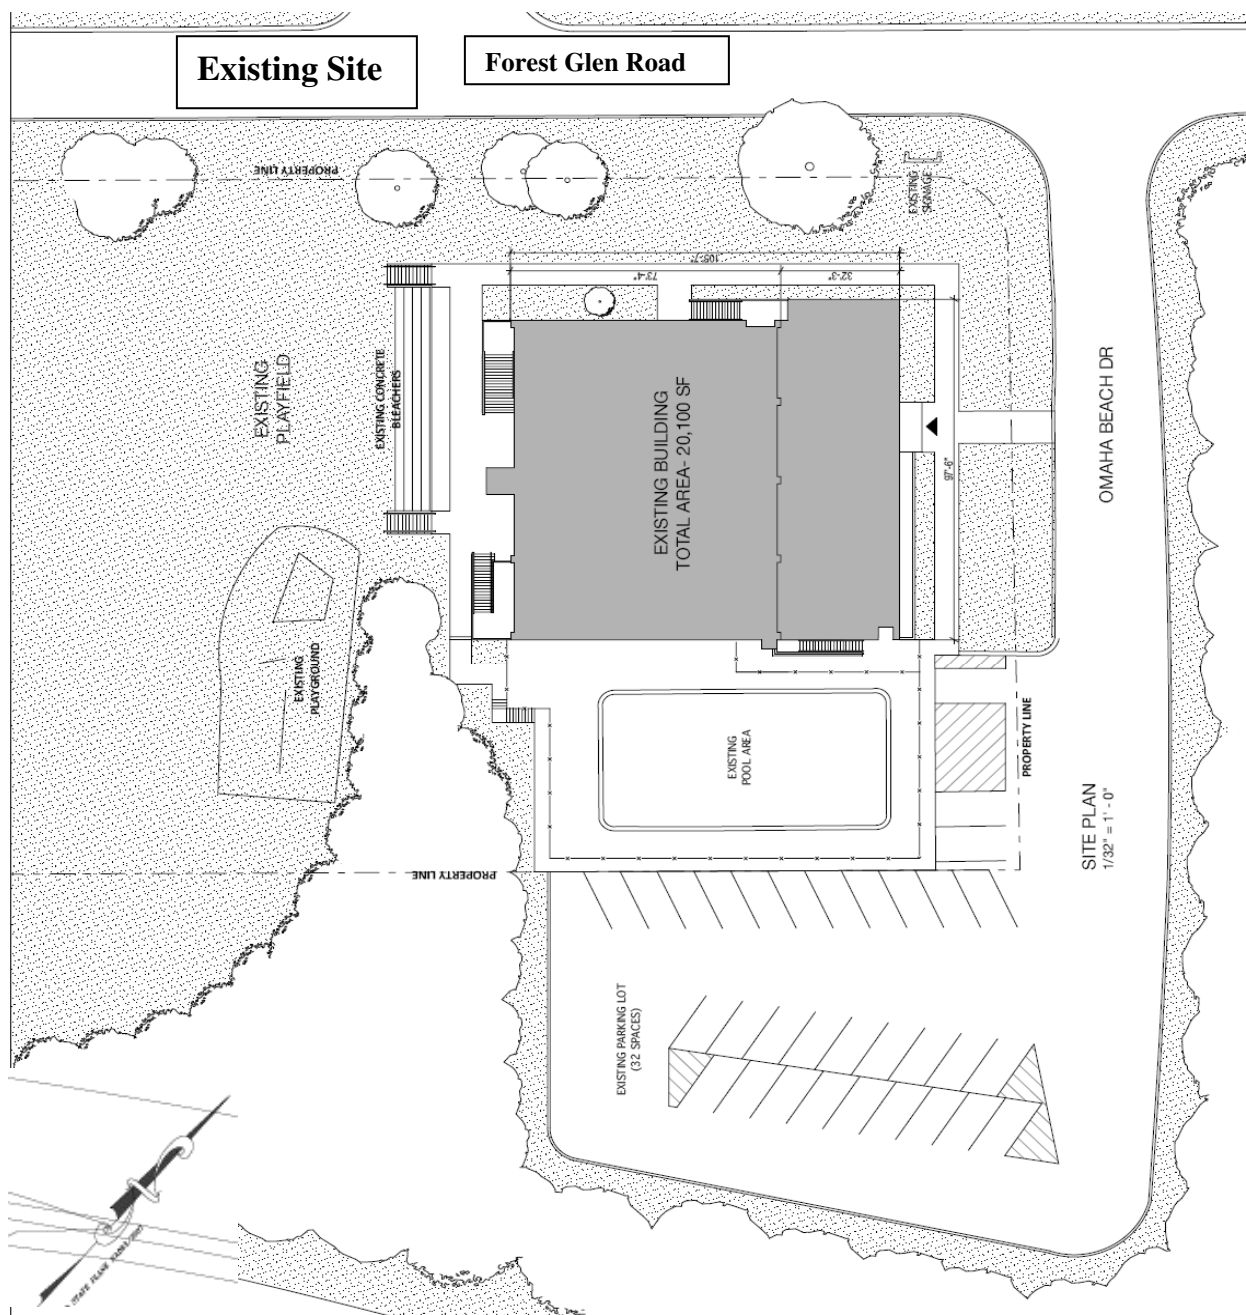 Existing Site
Forest Glen Road
PROPERTY LINE
EXISTING
SIGNAGE
105'-7"
73'-4"
32'-3"
EXISTING
PLAYFIELD
EXISTING CONCRETE
BLEACHERS
EXISTING BUILDING
TOTAL AREA- 20,100 SF
97'-6"
OMAHA BEACH DR
EXISTING
PLAYGROUND
EXISTING
POOL AREA
PROPERTY LINE
SITE PLAN
1/32" = 1' - 0"
PROPERTY LINE
EXISTING PARKING LOT
(32 SPACES)
STATE PLANE